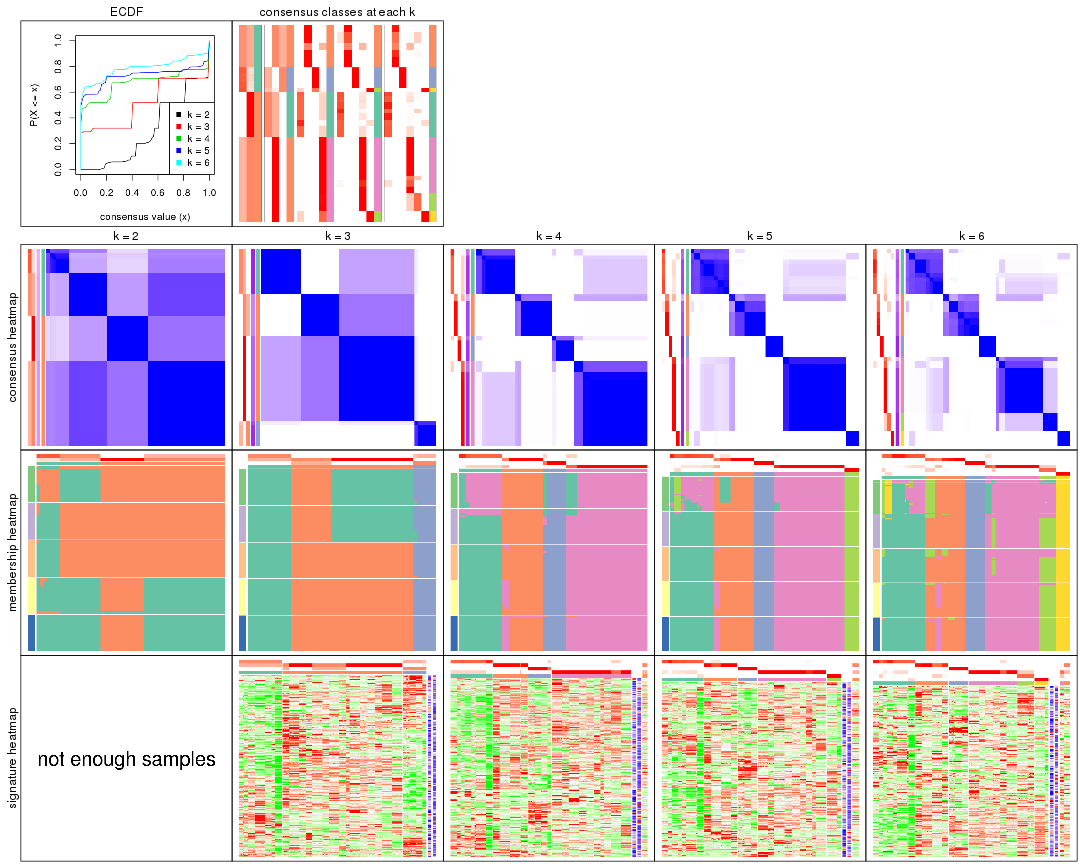 ECDF
consensus classes at each k
P(X <= x)
0.0 0.2 0.4 0.6 0.8 1.0
k = 2
k = 3
k = 4
k = 5
k = 6
0.0 0.2 0.4 0.6 0.8 1.0
consensus value (x)
k = 2
k = 3
k = 4
k = 5
k = 6
consensus heatmap
membership heatmap
signature heatmap
not enough samples